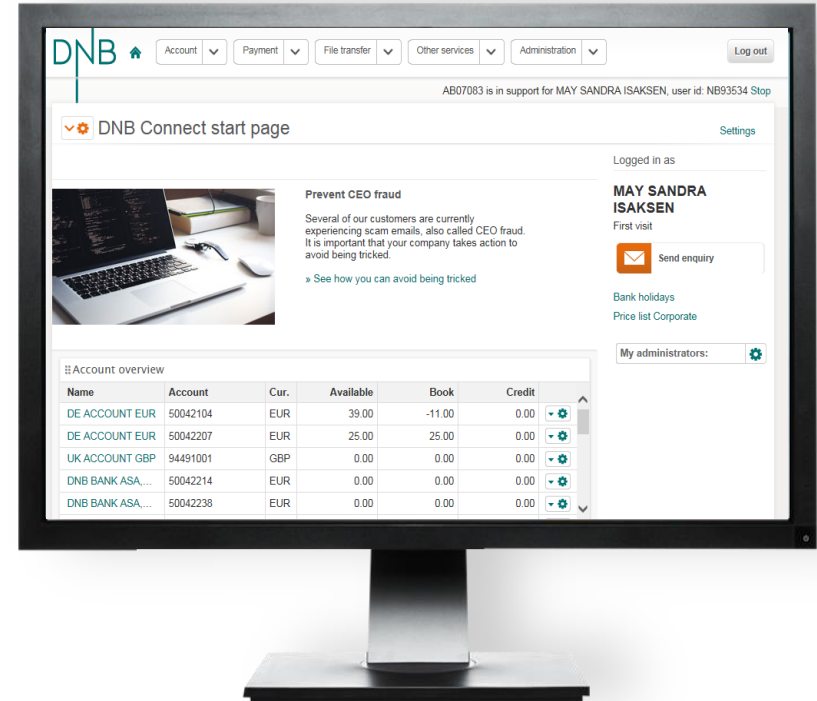 DNB Account Payment File transfer Other services Administration Log out
AB07083 is in support for MAY SANDRA ISAKSEN, user id: NB93534 Stop
DNB Connect start page
Settings
Logged in as
MAY SANDRA
ISAKSEN
First visit
Send enquiry
Bank holidays
Price list Corporate
My administrators:
Prevent CEO fraud
Several of our customers are currently
experiencing scam emails, also called CEO fraud.
It is important that your company takes action to
avoid being tricked.
» See how you can avoid being tricked
Account overview
Name Account Cur. Available Book Credit
DE ACCOUNT EUR 50042104 EUR 39.00 -11.00 0.00
DE ACCOUNT EUR 50042207 EUR 25.00 25.00 0.00
UK ACCOUNT GBP 94491001 GBP 0.00 0.00 0.00
DNB BANK ASA,... 50042214 EUR 0.00 0.00 0.00
DNB BANK ASA,... 50042238 EUR 0.00 0.00 0.00